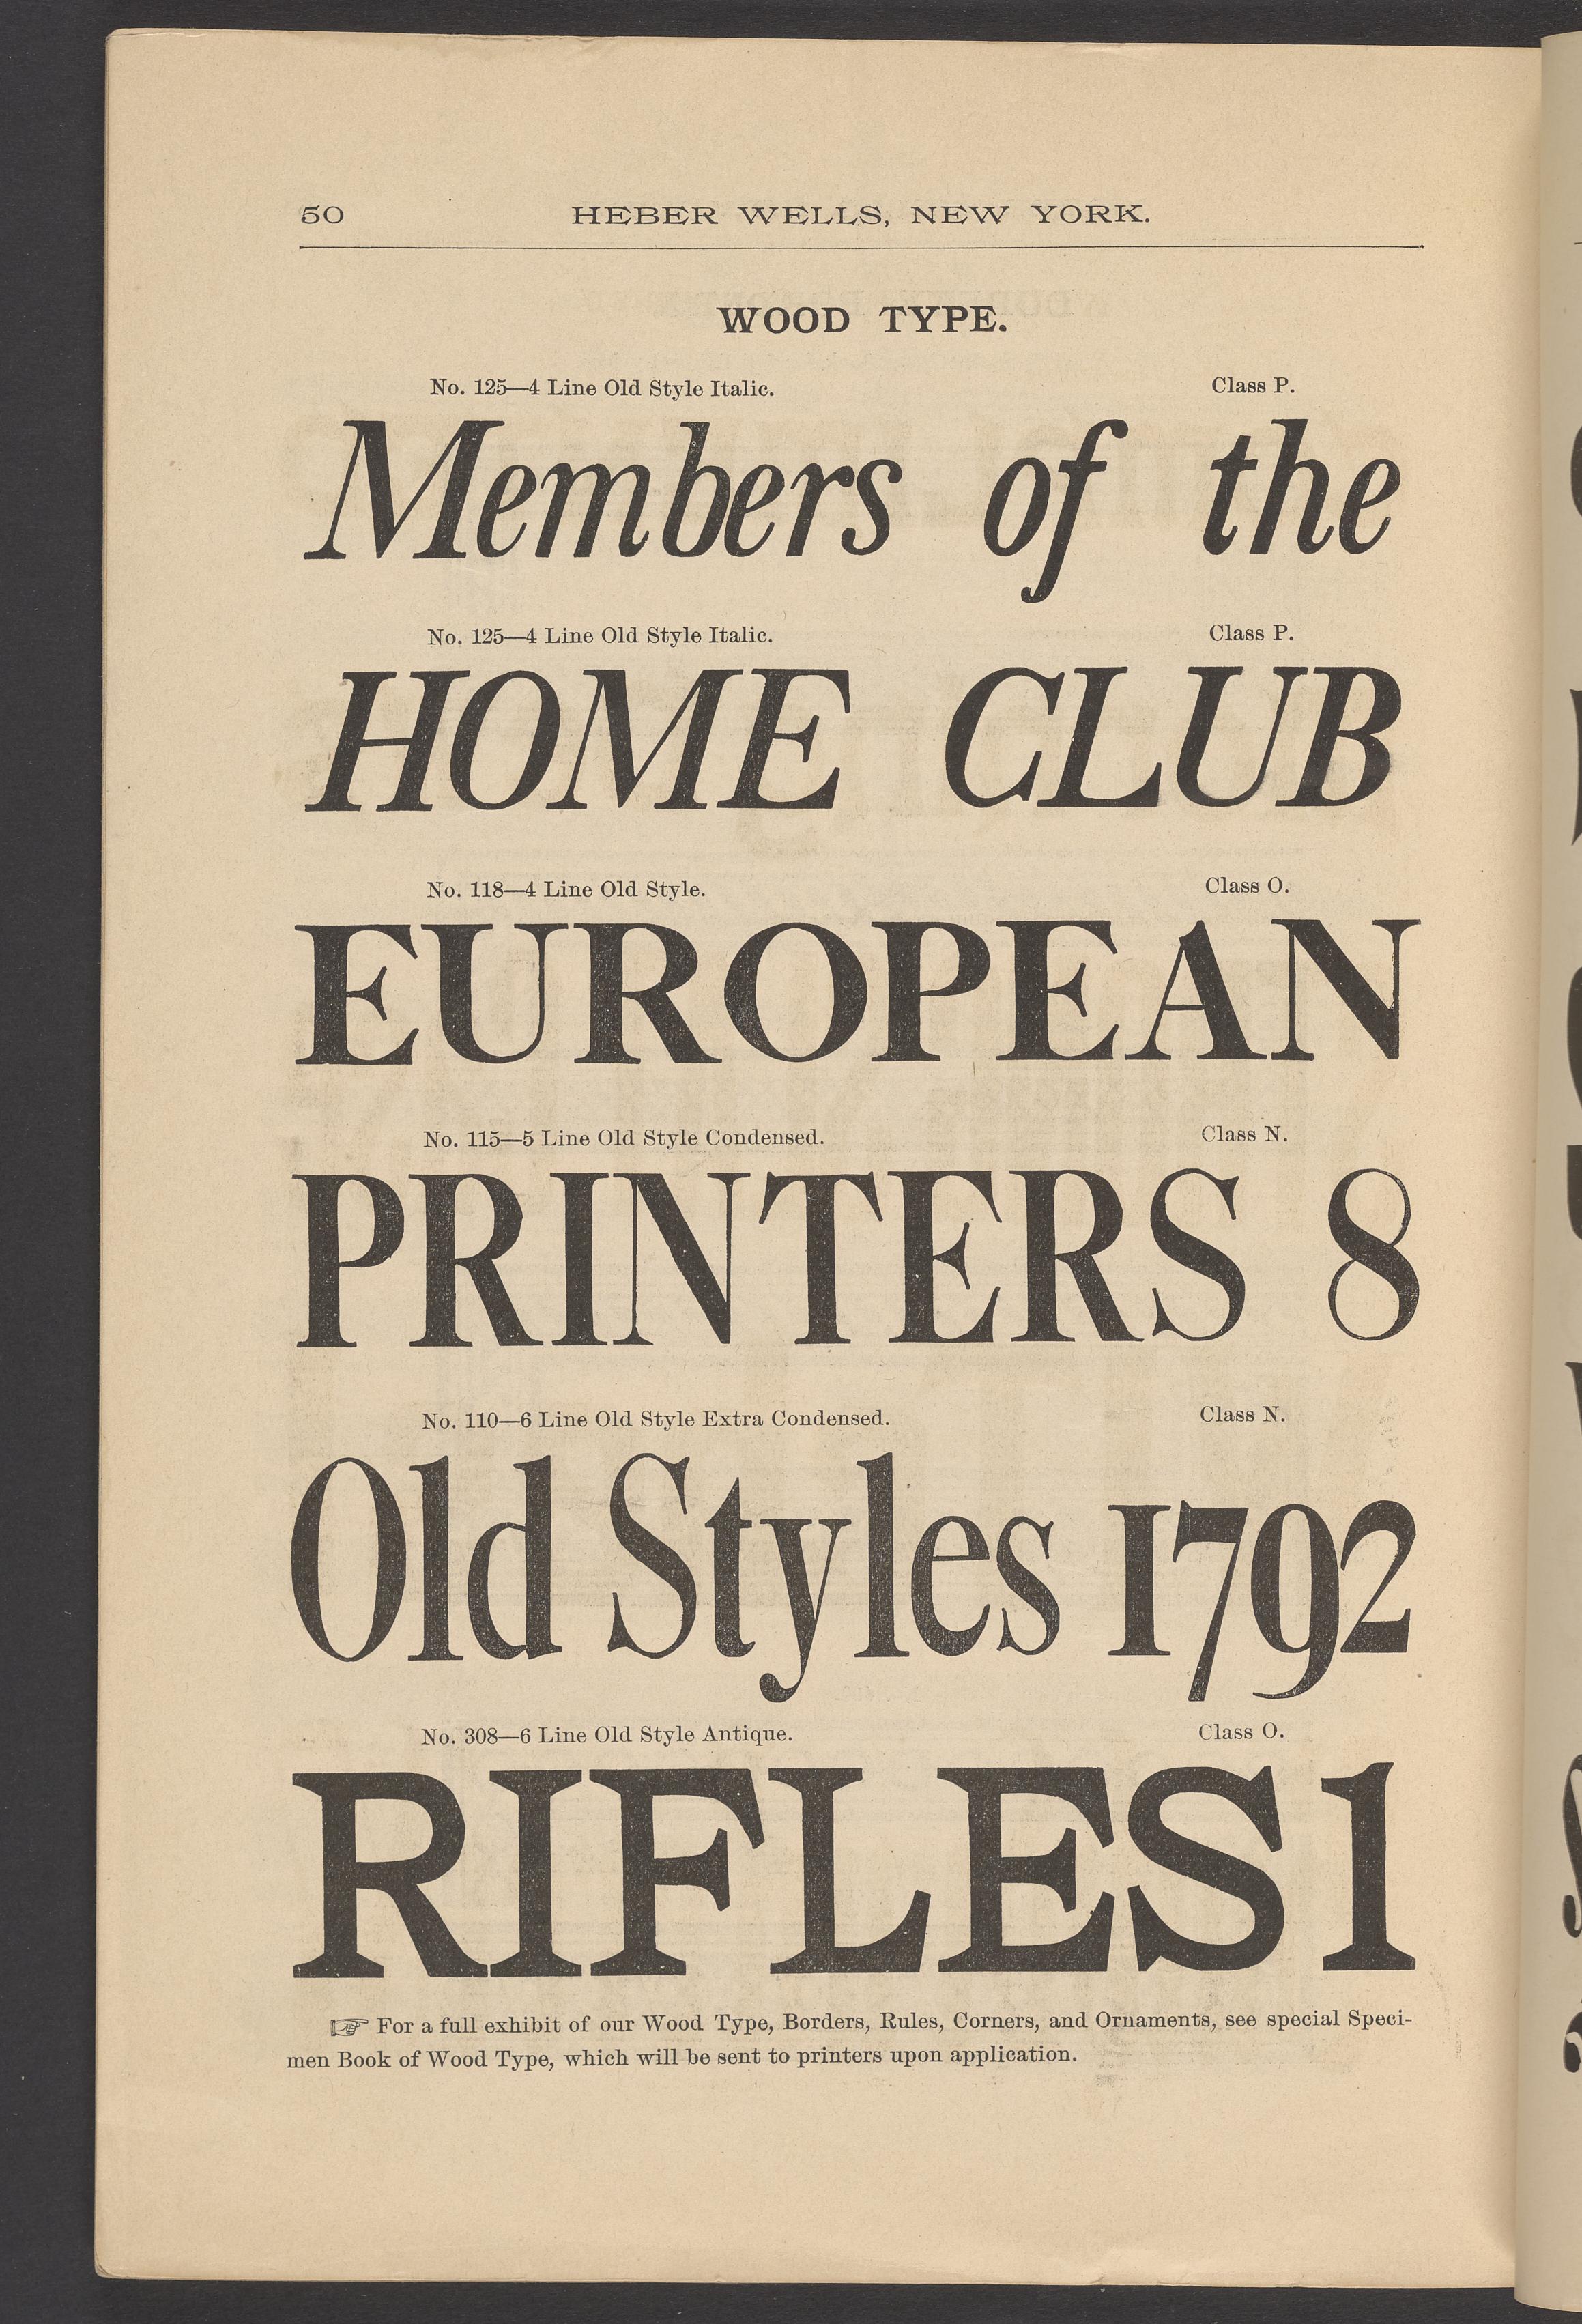 50 HEBER WELLS, NEW YORK.
WOOD TYPE.
No. 125—4 Line Old Style Italic. Class P.
Members of the
No. 125—4 Line Old Style Italic. Class P.
HOME CLUB
No. 118—4 Line Old Style. Class O.
EUROPEAN
No. 115—5 Line Old Style Condensed. Class N.
PRINTERS 8
No. 110—6 Line Old Style Extra Condensed. Class N.
Old Styles 1792
No. 308—6 Line Old Style Antique. Class O.
RIFLES 1
☞ For a full exhibit of our Wood Type, Borders, Rules, Corners, and Ornaments, see special Speci-
men Book of Wood Type, which will be sent to printers upon application.